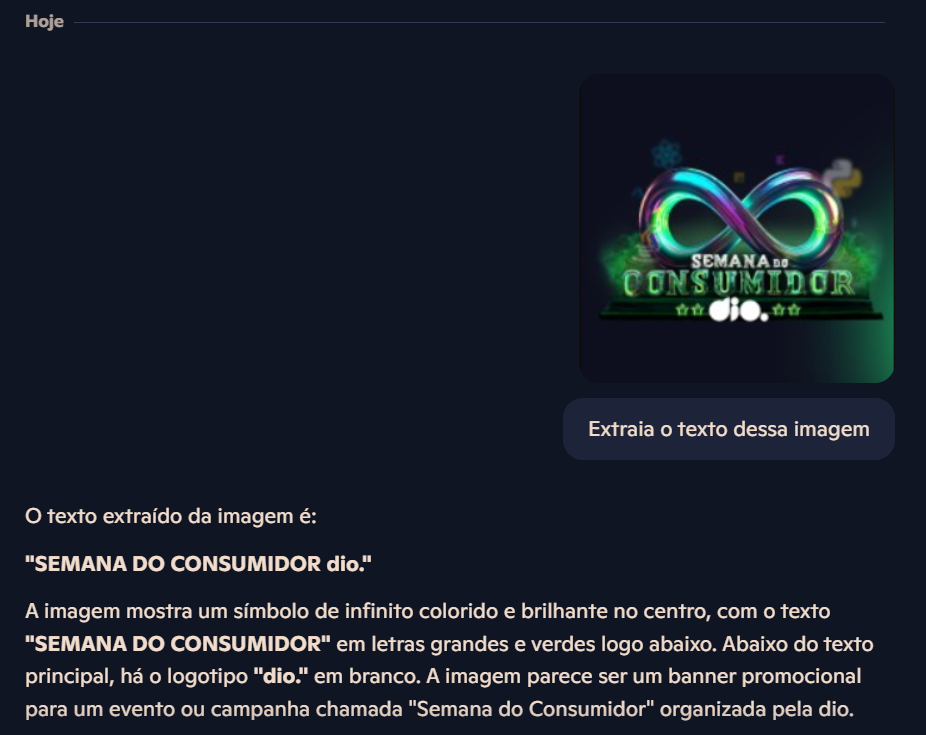 Hoje
SEMANA DO
CONSUMIDOR
dio.
Extraia o texto dessa imagem
O texto extraído da imagem é:
"SEMANA DO CONSUMIDOR dio."
A imagem mostra um símbolo de infinito colorido e brilhante no centro, com o texto
"SEMANA DO CONSUMIDOR" em letras grandes e verdes logo abaixo. Abaixo do texto
principal, há o logotipo "dio." em branco. A imagem parece ser um banner promocional
para um evento ou campanha chamada "Semana do Consumidor" organizada pela dio.